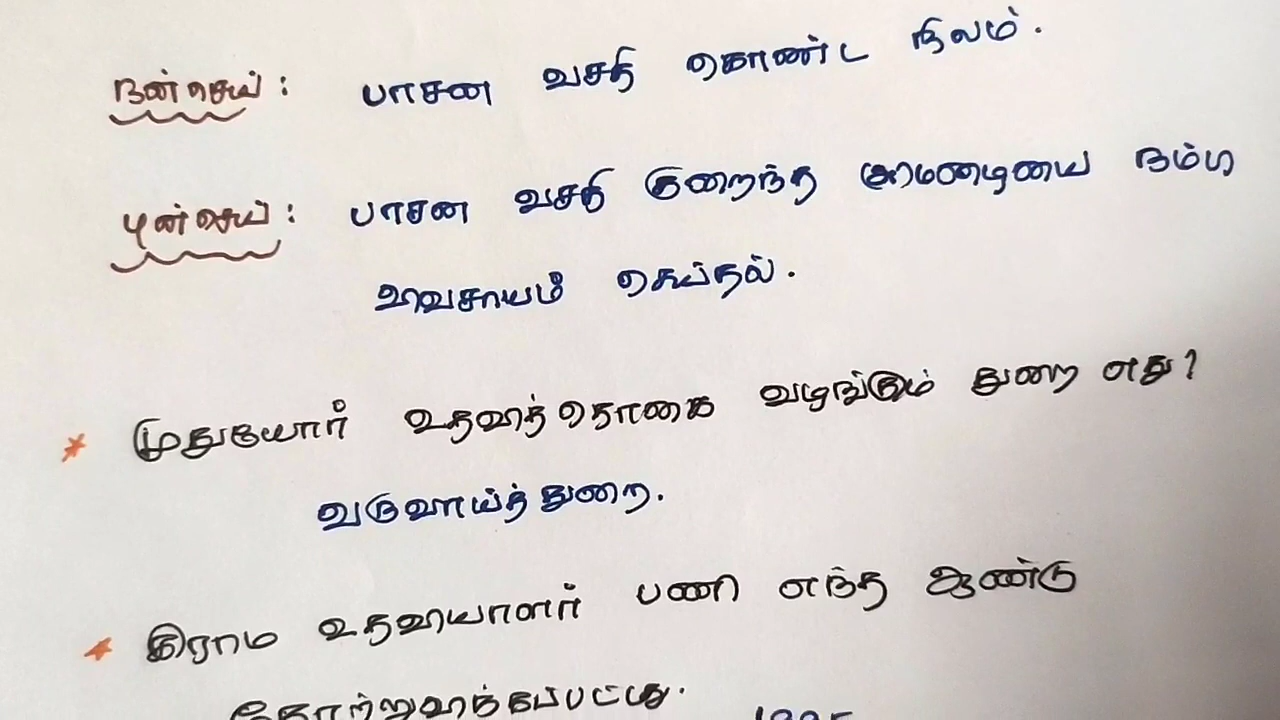 நன்செய் : பாசன வசதி கொண்ட நிலம்.
புன்செய் : பாசன வசதி குறைந்த மழையை நம்பி
விவசாயம் செய்தல்.
* முதியோர் உதவித்தொகை வழங்கும் துறை எது?
வருவாய்த்துறை.
* கிராம உதவியாளர் பணி எந்த ஆண்டு
தோற்றுவிக்கப்பட்டது.
1995